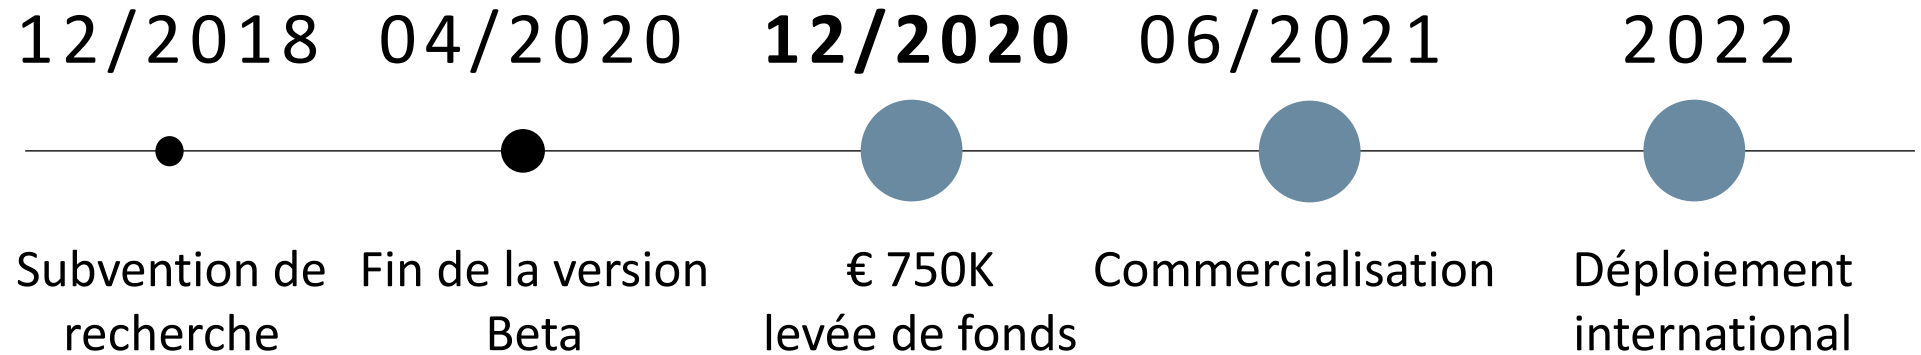 12/2018 04/2020 12/2020 06/2021 2022
Subvention de recherche
Fin de la version Beta
€ 750K
levée de fonds
Commercialisation
Déploiement
international